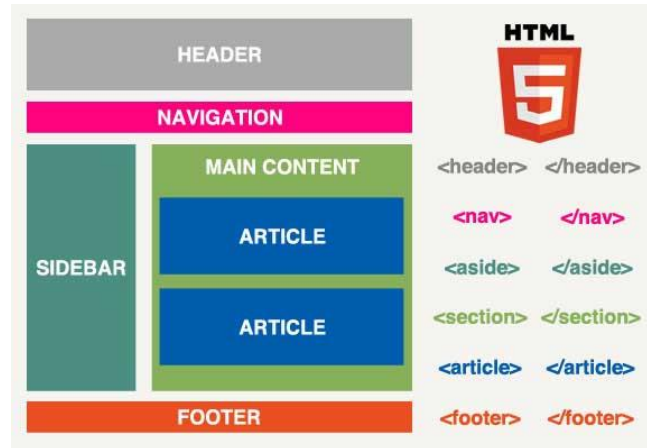 HEADER
NAVIGATION
SIDEBAR
MAIN CONTENT
ARTICLE
ARTICLE
FOOTER
HTML
5
<header> </header>
<nav> </nav>
<aside> </aside>
<section> </section>
<article> </article>
<footer> </footer>